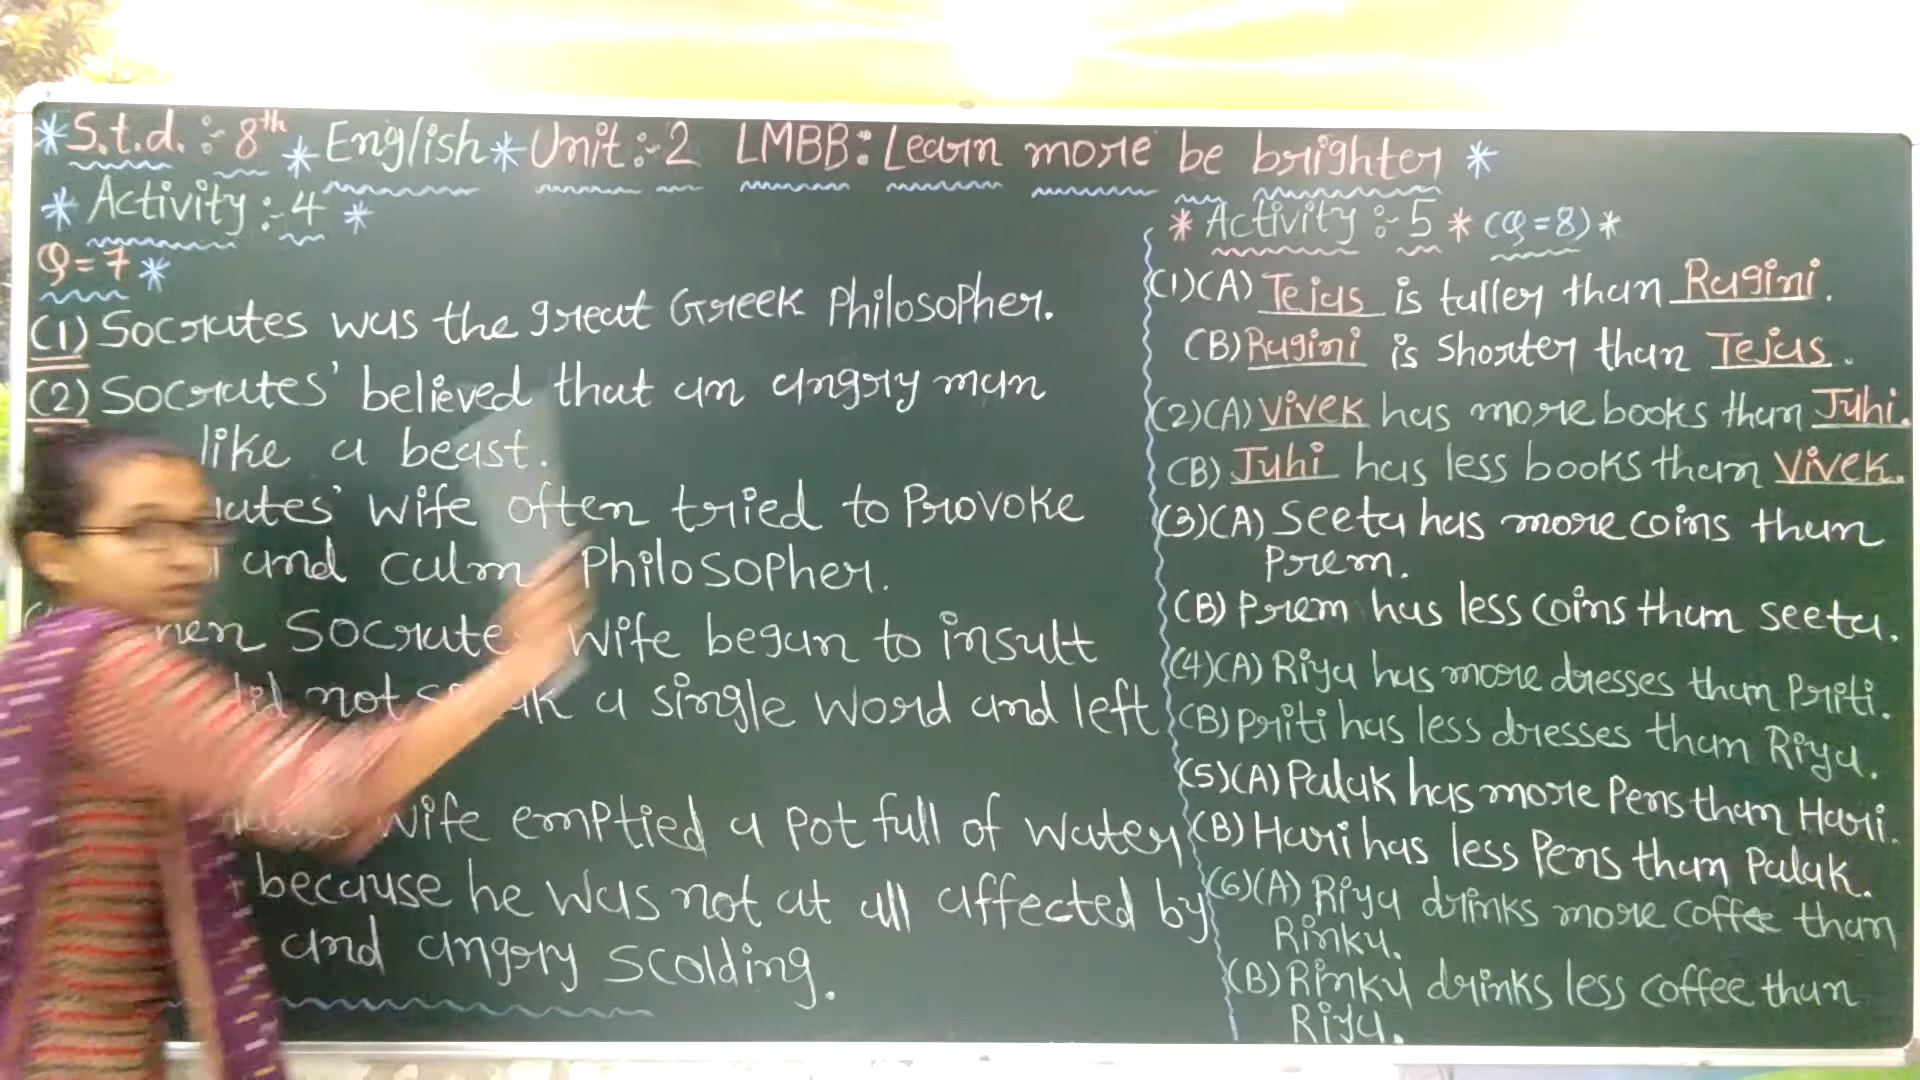 *S.t.d. :- 8th * English * Unit :- 2 LMBB: Learn more be brighter *
* Activity :- 4 *
Q=7 *
(1) Socrates was the great Greek Philosopher.
(2) Socrates' believed that an angry man
like a beast.
wife often tried to Provoke
and calm Philosopher.
Socrates wife began to insult
did not speak a single word and left
wife emptied a pot full of water
because he was not at all affected by
and angry scolding.
* Activity :- 5 * (Q=8) *
(1)(A) Tejas is taller than Ragini.
(B) Ragini is shorter than Tejas.
(2)(A) Vivek has more books than Juhi.
(B) Juhi has less books than Vivek.
(3)(A) Seeta has more coins than
Prem.
(B) Prem has less coins than seeta.
(4)(A) Riya has more dresses than Priti.
(B) Priti has less dresses than Riya.
(5)(A) Palak has more Pens than Hari.
(B) Hari has less Pens than Palak.
(6)(A) Riya drinks more coffee than
Rinku.
(B) Rinku drinks less coffee than
Riya.